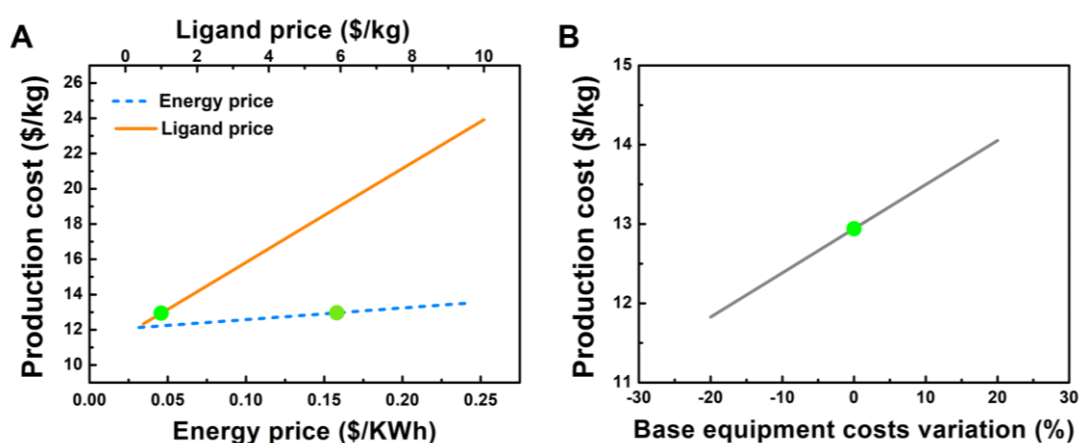 A
Ligand price ($/kg)
0 2 4 6 8 10
Production cost ($/kg)
26
24
22
20
18
16
14
12
10
Energy price
Ligand price
0.00 0.05 0.10 0.15 0.20 0.25
Energy price ($/KWh)
B
Production cost ($/kg)
15
14
13
12
11
-30 -20 -10 0 10 20 30
Base equipment costs variation (%)